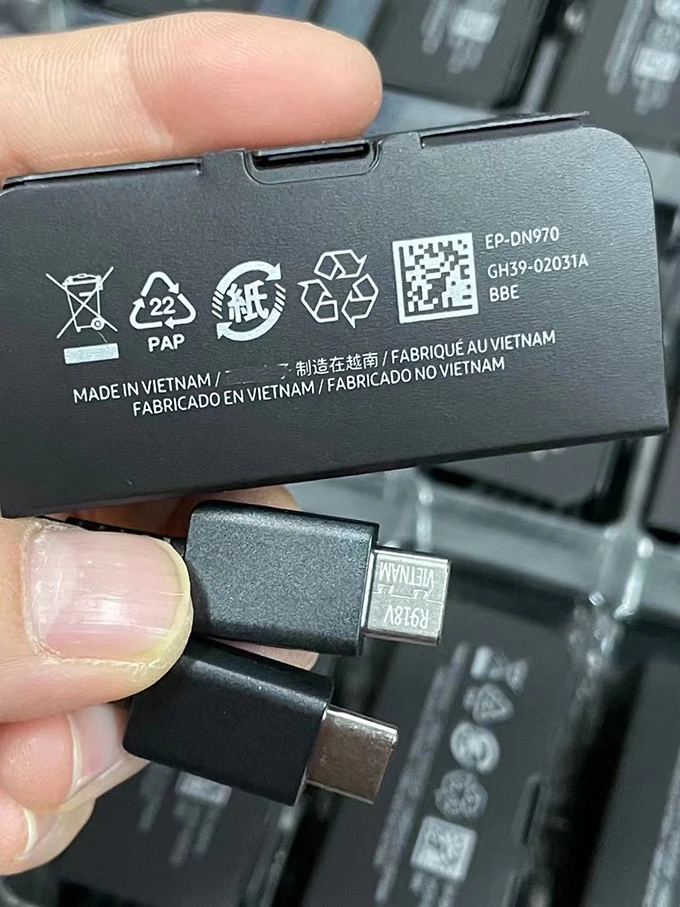 22
PAP
紙
EP-DN970
GH39-02031A
BBE
MADE IN VIETNAM / 制造在越南 / FABRIQUÉ AU VIETNAM
FABRICADO EN VIETNAM / FABRICADO NO VIETNAM
R918V
VIETNAM